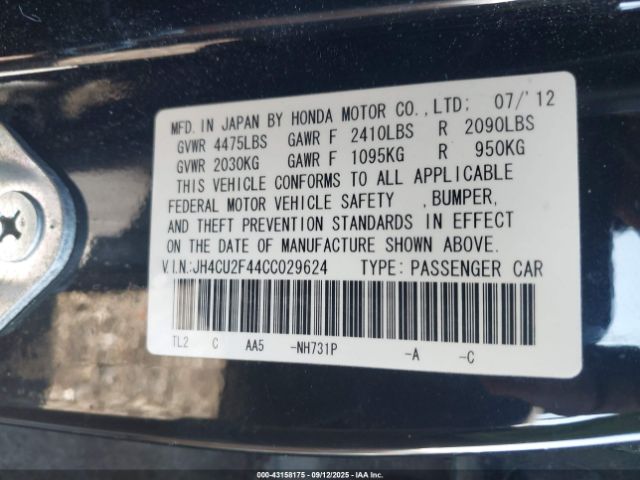 MFD. IN JAPAN BY HONDA MOTOR CO.,LTD: 07/'12
GVWR 4475LBS GAWR F 2410LBS R 2090LBS
GVWR 2030KG GAWR F 1095KG R 950KG
THIS VEHICLE CONFORMS TO ALL APPLICABLE
FEDERAL MOTOR VEHICLE SAFETY ,BUMPER,
AND THEFT PREVENTION STANDARDS IN EFFECT
ON THE DATE OF MANUFACTURE SHOWN ABOVE.
V.I.N.:JH4CU2F44CC029624 TYPE: PASSENGER CAR
TL2 C AA5 -NH731P -A -C
000-43158175 — 09/12/2025 — IAAI.COM